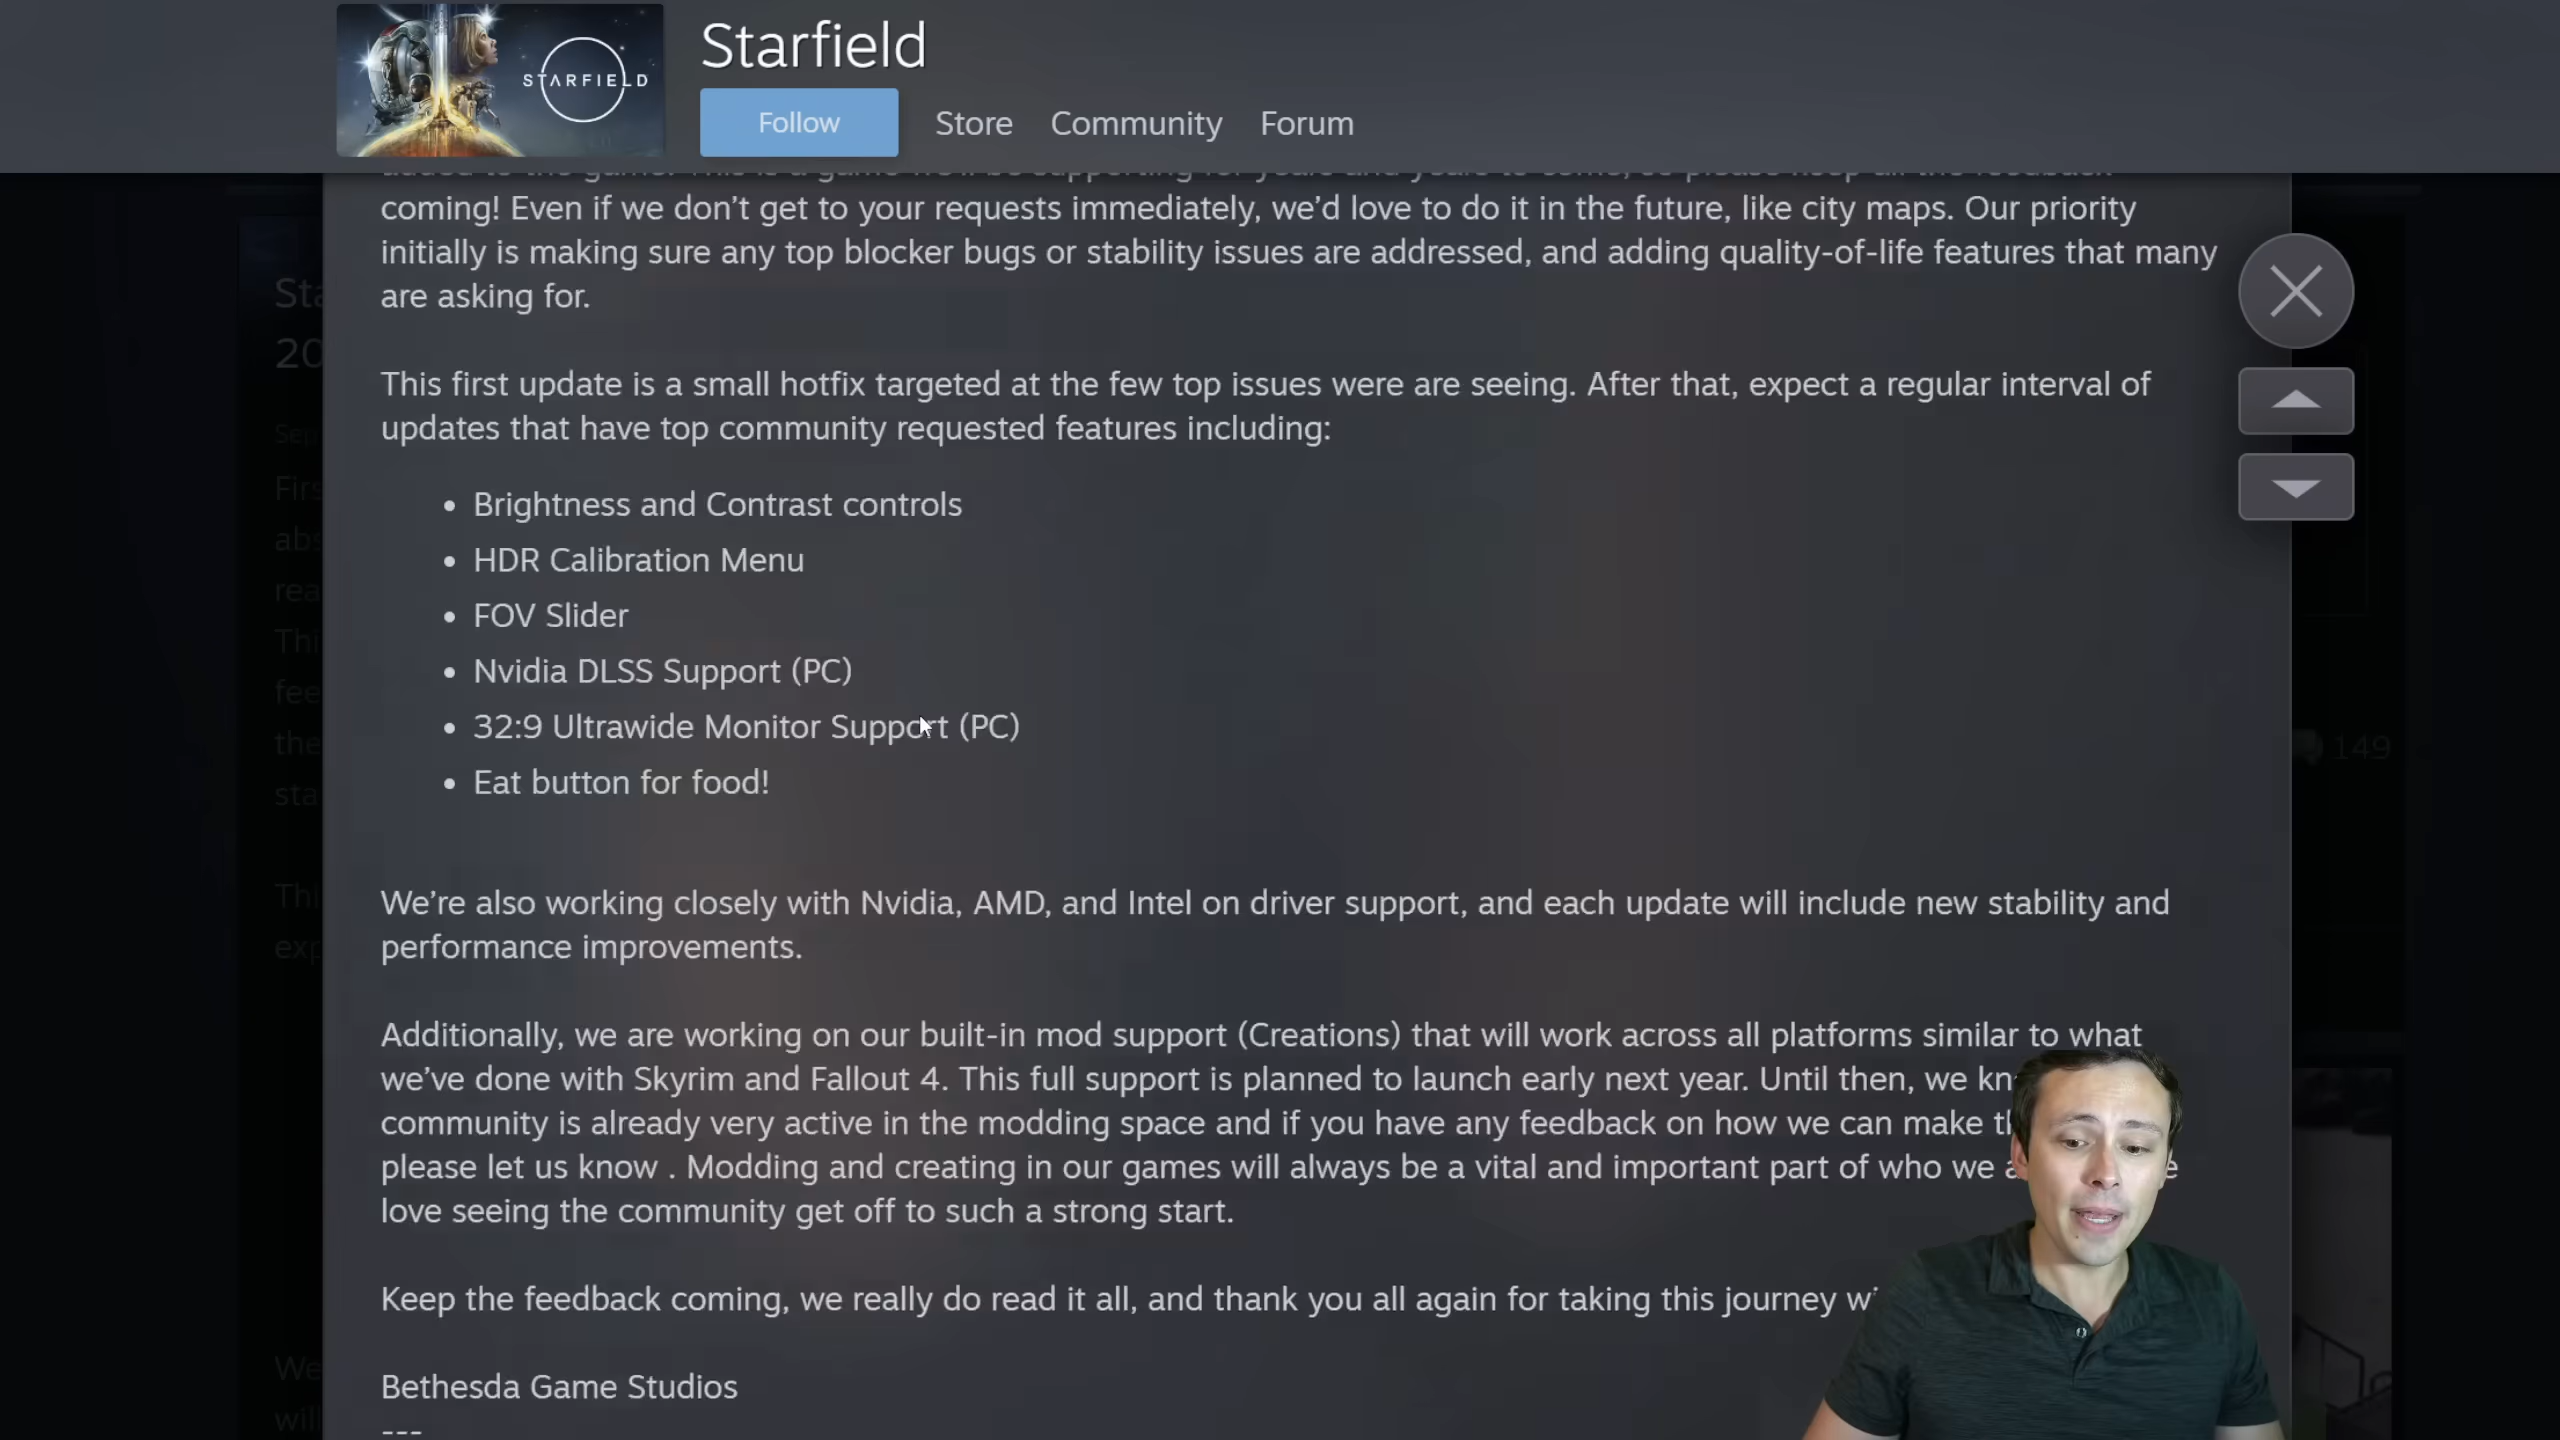 STARFIELD
Starfield
Follow
Store
Community
Forum
coming! Even if we don’t get to your requests immediately, we’d love to do it in the future, like city maps. Our priority
initially is making sure any top blocker bugs or stability issues are addressed, and adding quality-of-life features that many
are asking for.
This first update is a small hotfix targeted at the few top issues were are seeing. After that, expect a regular interval of
updates that have top community requested features including:
• Brightness and Contrast controls
• HDR Calibration Menu
• FOV Slider
• Nvidia DLSS Support (PC)
• 32:9 Ultrawide Monitor Support (PC)
• Eat button for food!
149
We’re also working closely with Nvidia, AMD, and Intel on driver support, and each update will include new stability and
performance improvements.
Additionally, we are working on our built-in mod support (Creations) that will work across all platforms similar to what
we’ve done with Skyrim and Fallout 4. This full support is planned to launch early next year. Until then, we kn
community is already very active in the modding space and if you have any feedback on how we can make th
please let us know . Modding and creating in our games will always be a vital and important part of who we a
love seeing the community get off to such a strong start.
Keep the feedback coming, we really do read it all, and thank you all again for taking this journey wi
Bethesda Game Studios
---